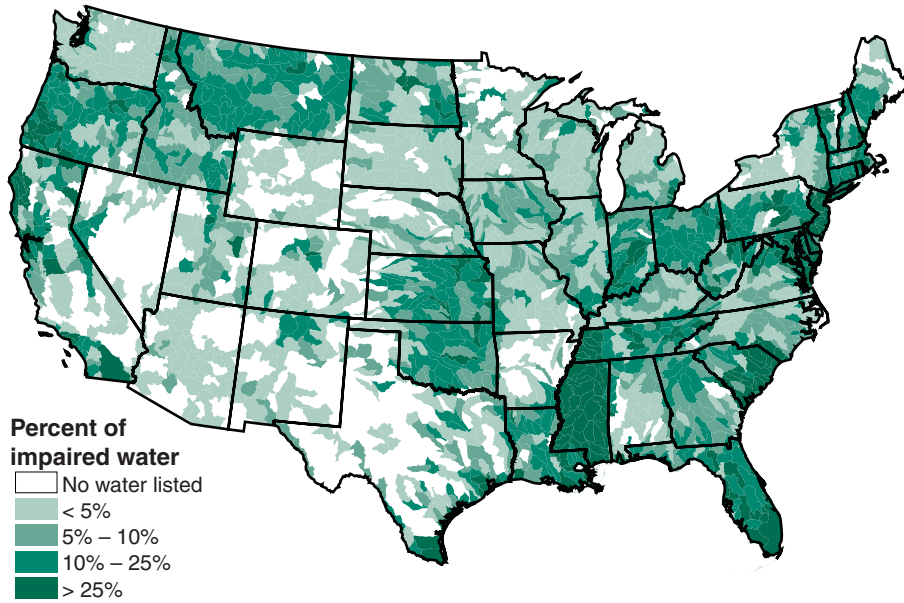 Percent of
impaired water
No water listed
< 5%
5% – 10%
10% – 25%
> 25%